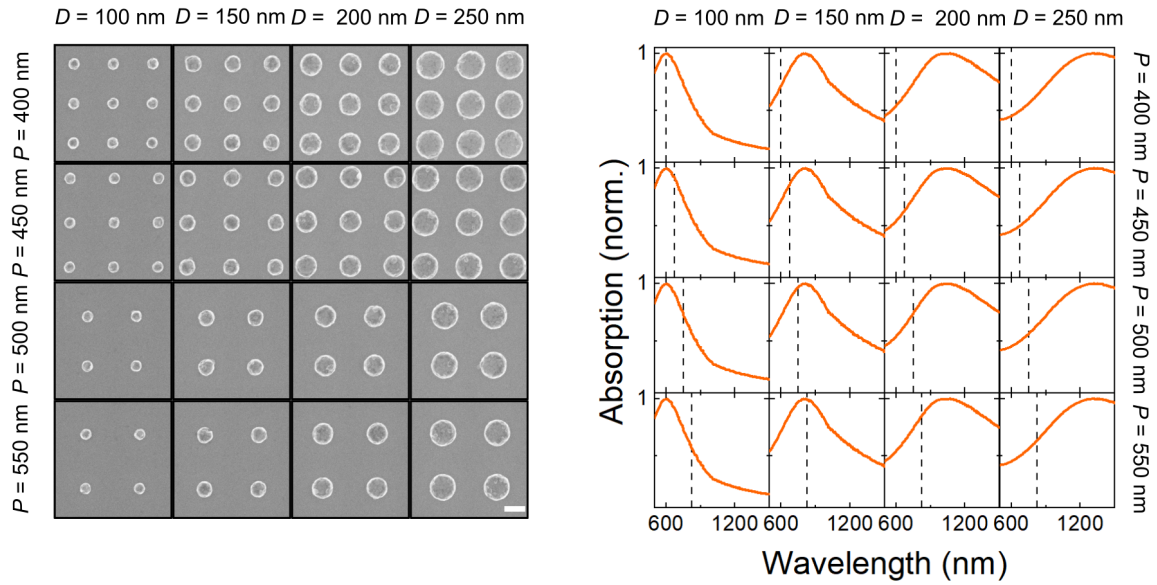 D = 100 nm D = 150 nm D = 200 nm D = 250 nm
P = 400 nm
P = 450 nm
P = 500 nm
P = 550 nm
D = 100 nm D = 150 nm D = 200 nm D = 250 nm
1
1
1
1
Absorption (norm.)
600 1200 600 1200 600 1200 600 1200
Wavelength (nm)
P = 400 nm
P = 450 nm
P = 500 nm
P = 550 nm